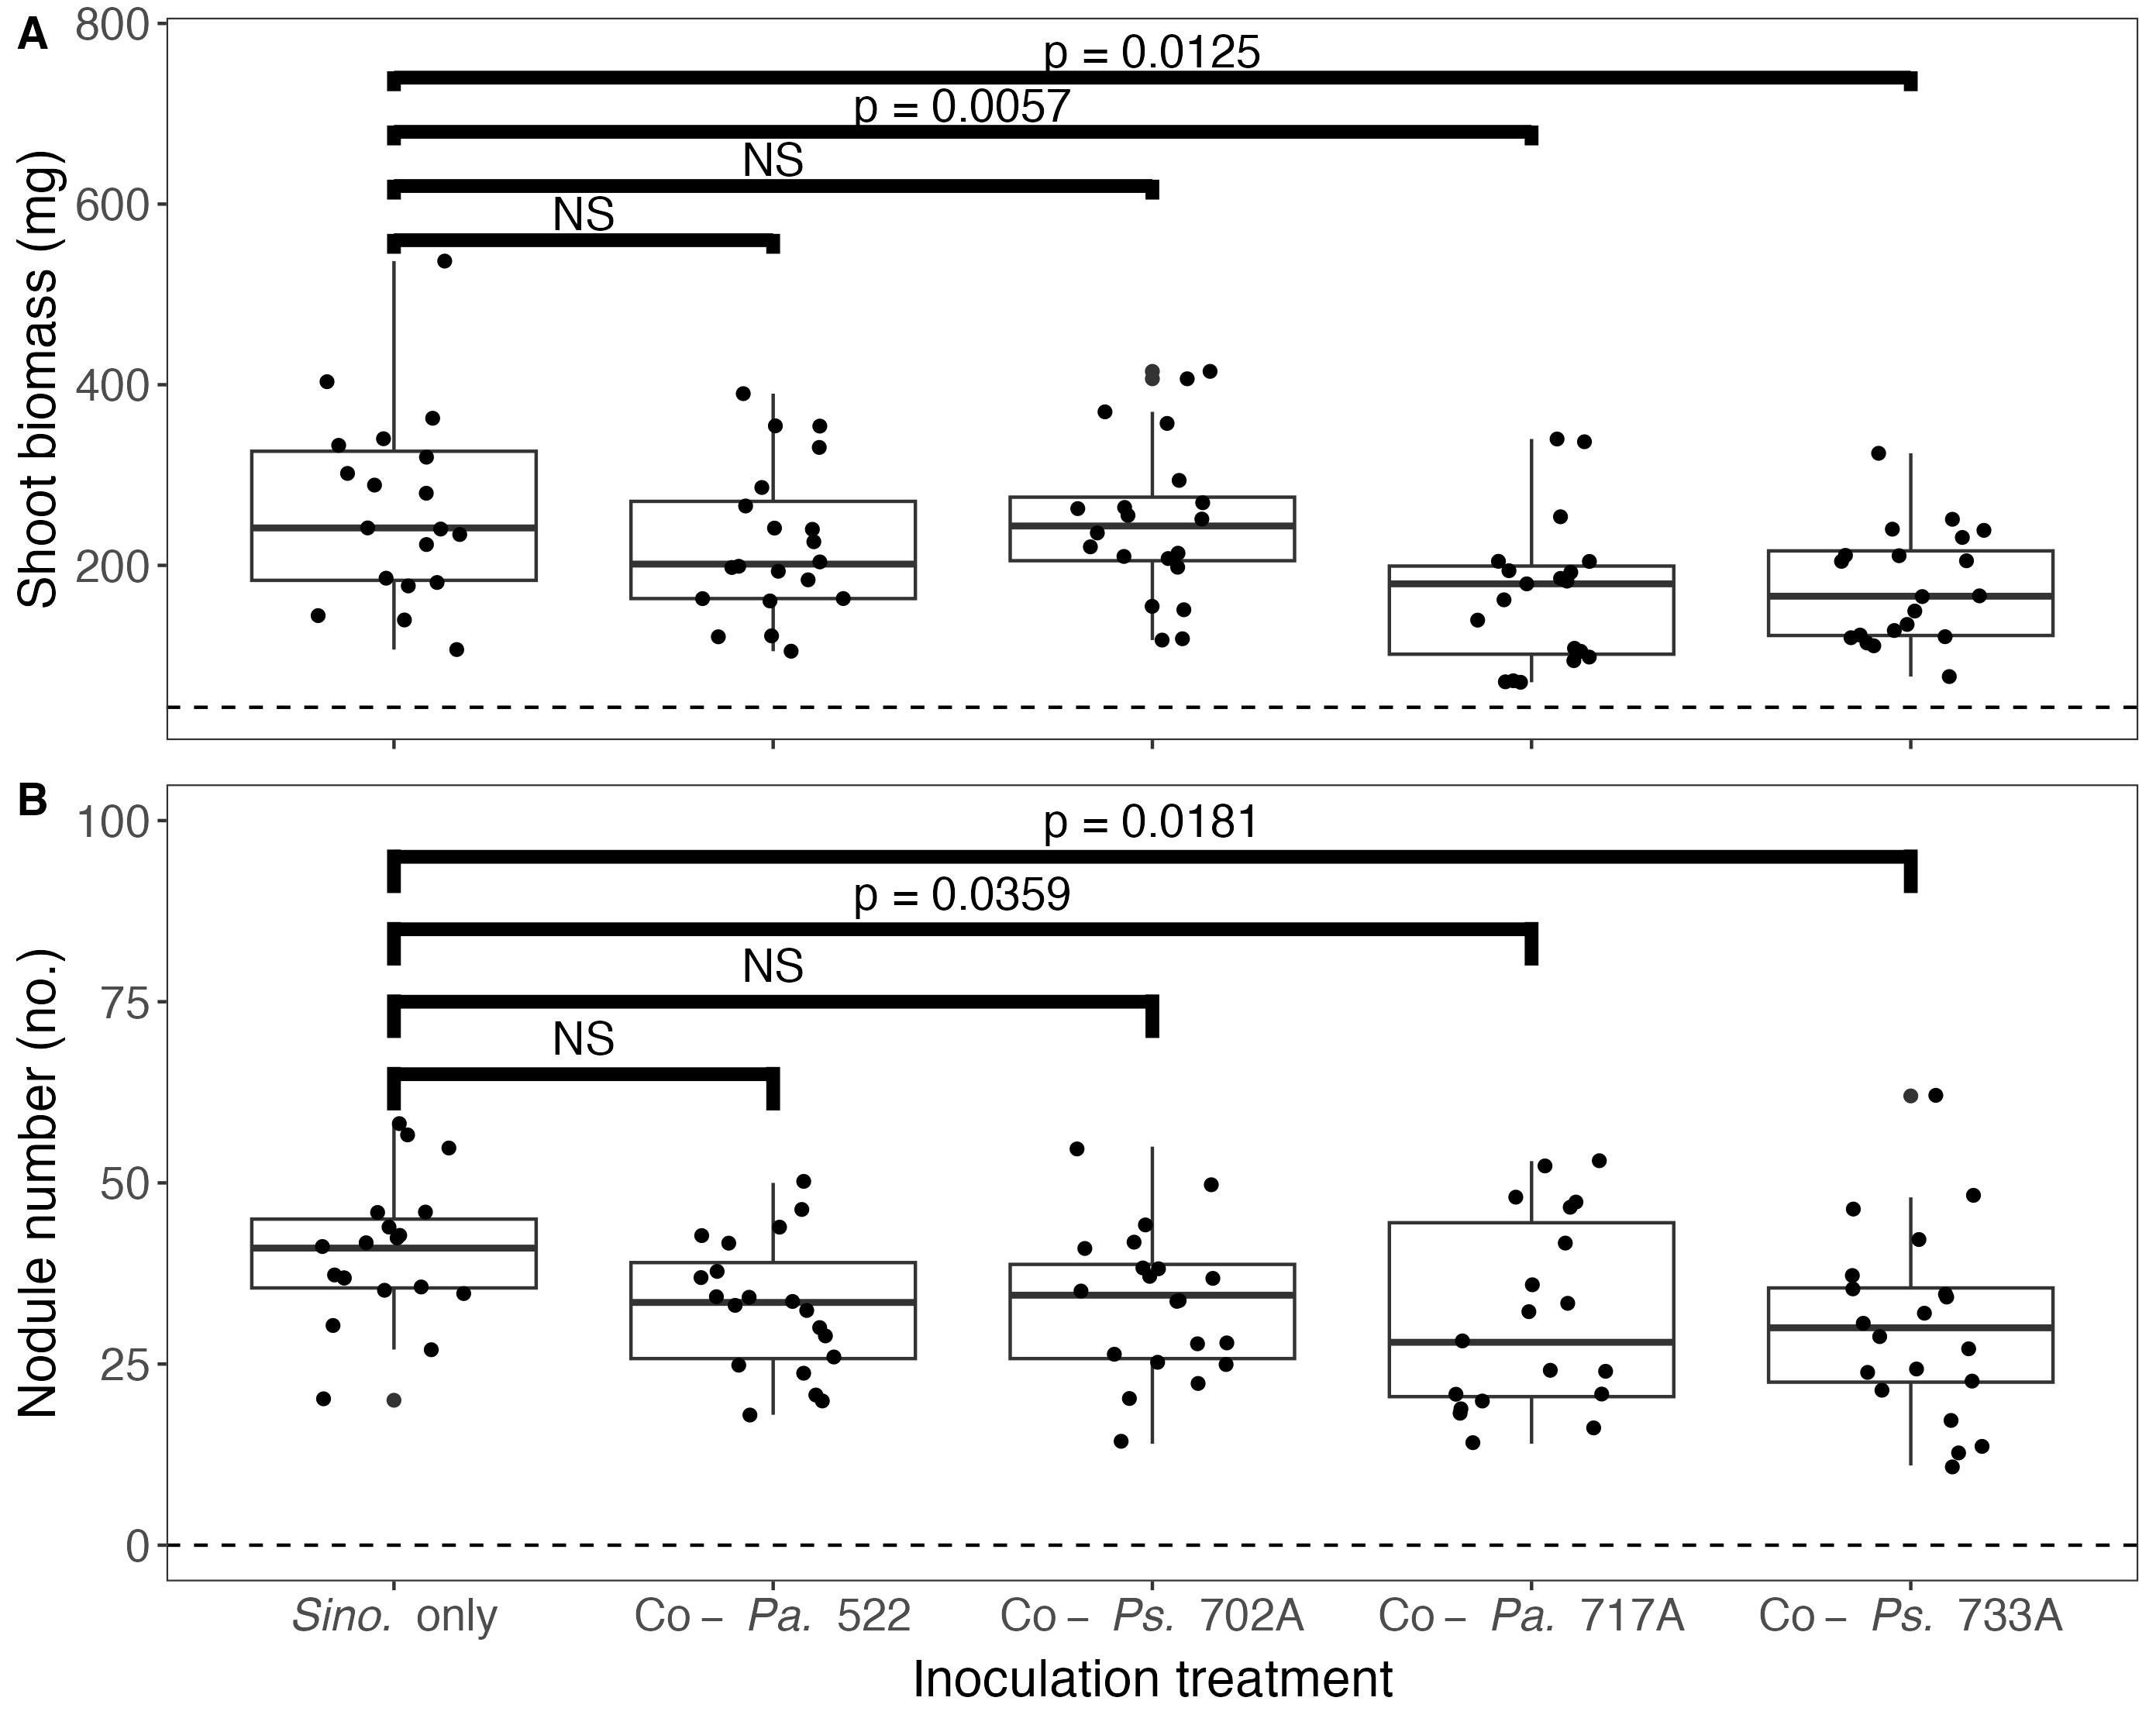 A
800
p = 0.0125
p = 0.0057
NS
600
NS
400
200
Shoot biomass (mg)
B
100
p = 0.0181
p = 0.0359
NS
75
NS
50
25
0
Nodule number (no.)
Sino. only
Co – Pa. 522
Co – Ps. 702A
Co – Pa. 717A
Co – Ps. 733A
Inoculation treatment